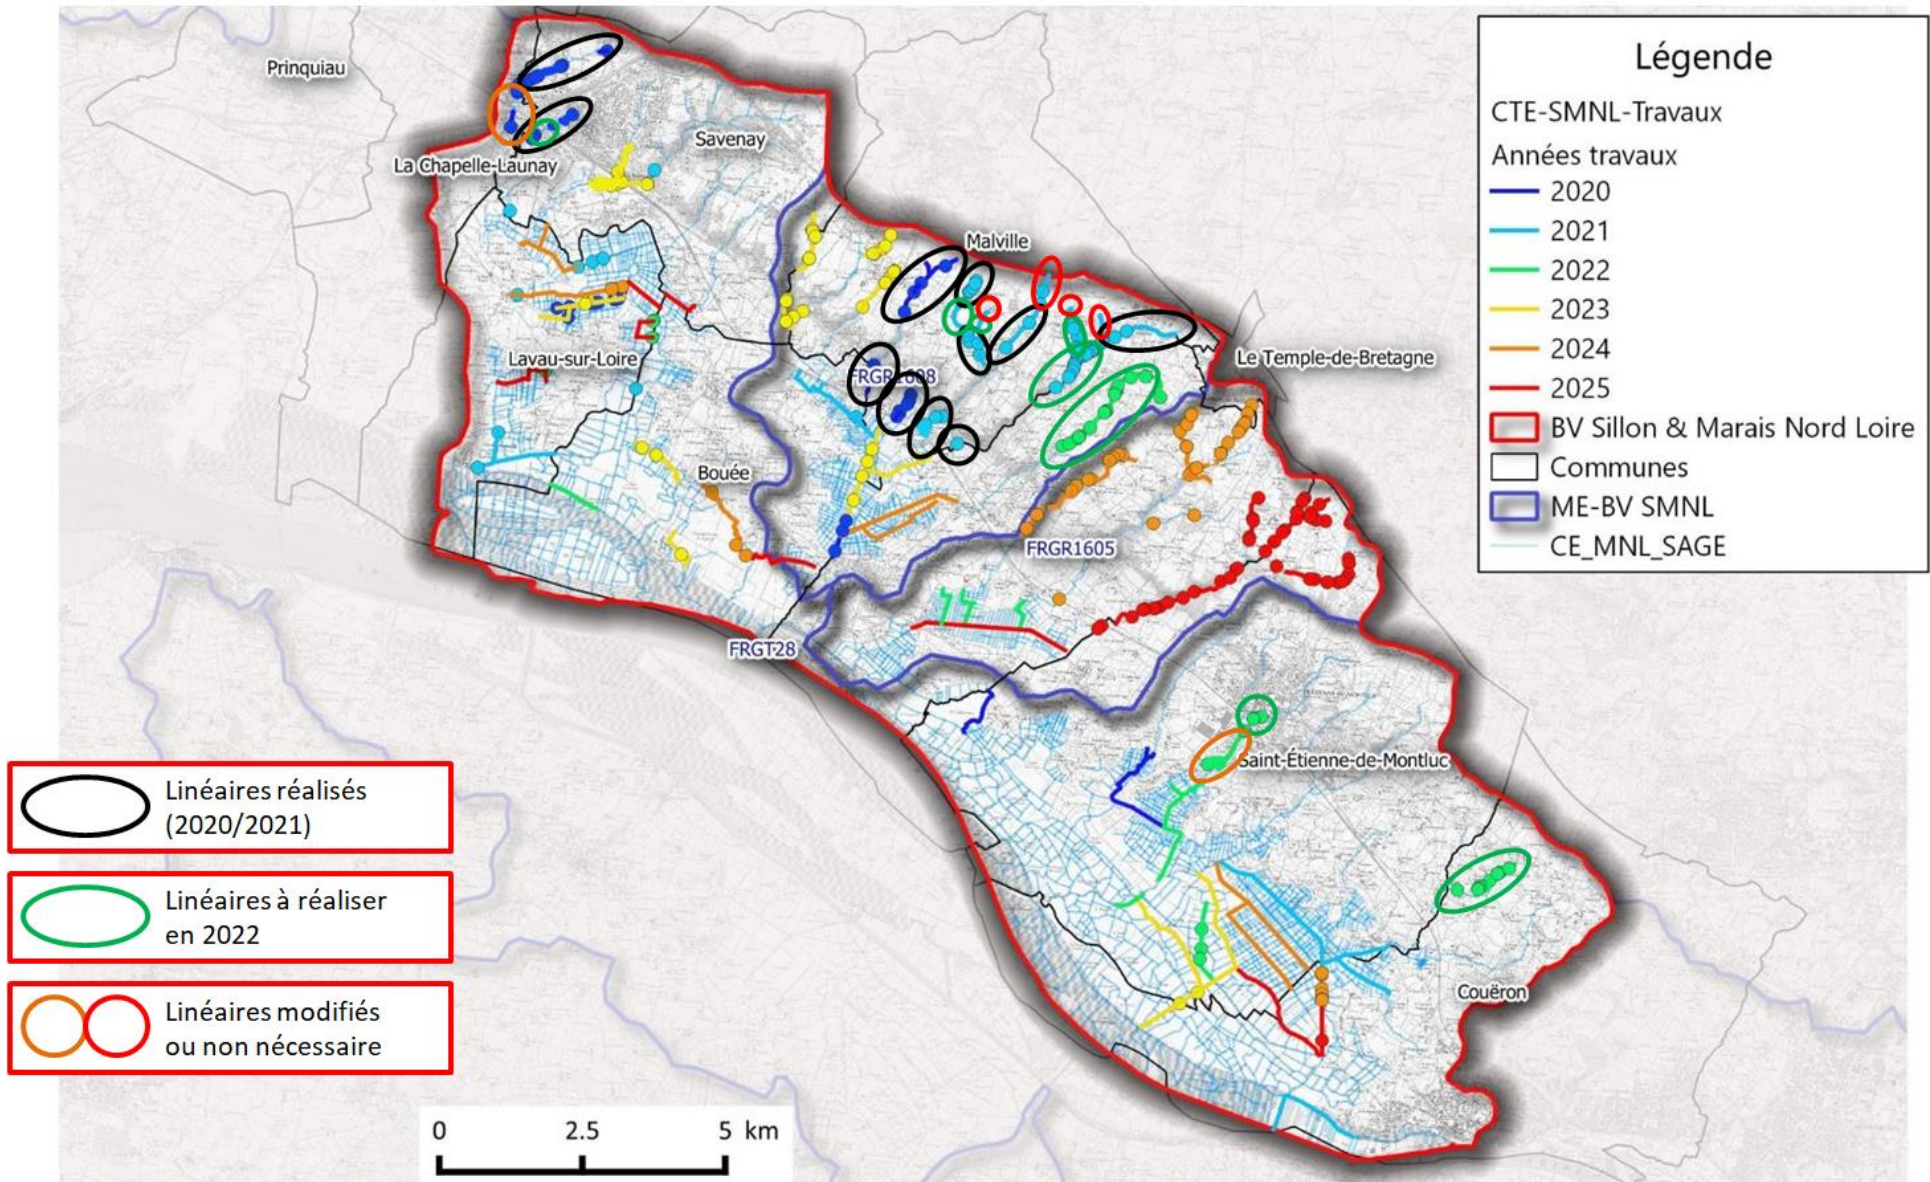 Prinquiau
La Chapelle-Launay
Savenay
Malville
Le Temple-de-Bretagne
Lavau-sur-Loire
FRGR1608
Bouée
FRGR1605
FRGT28
Saint-Étienne-de-Montluc
Couëron
Légende
CTE-SMNL-Travaux
Années travaux
2020
2021
2022
2023
2024
2025
BV Sillon & Marais Nord Loire
Communes
ME-BV SMNL
CE_MNL_SAGE
Linéaires réalisés
(2020/2021)
Linéaires à réaliser
en 2022
Linéaires modifiés
ou non nécessaire
0 2.5 5 km